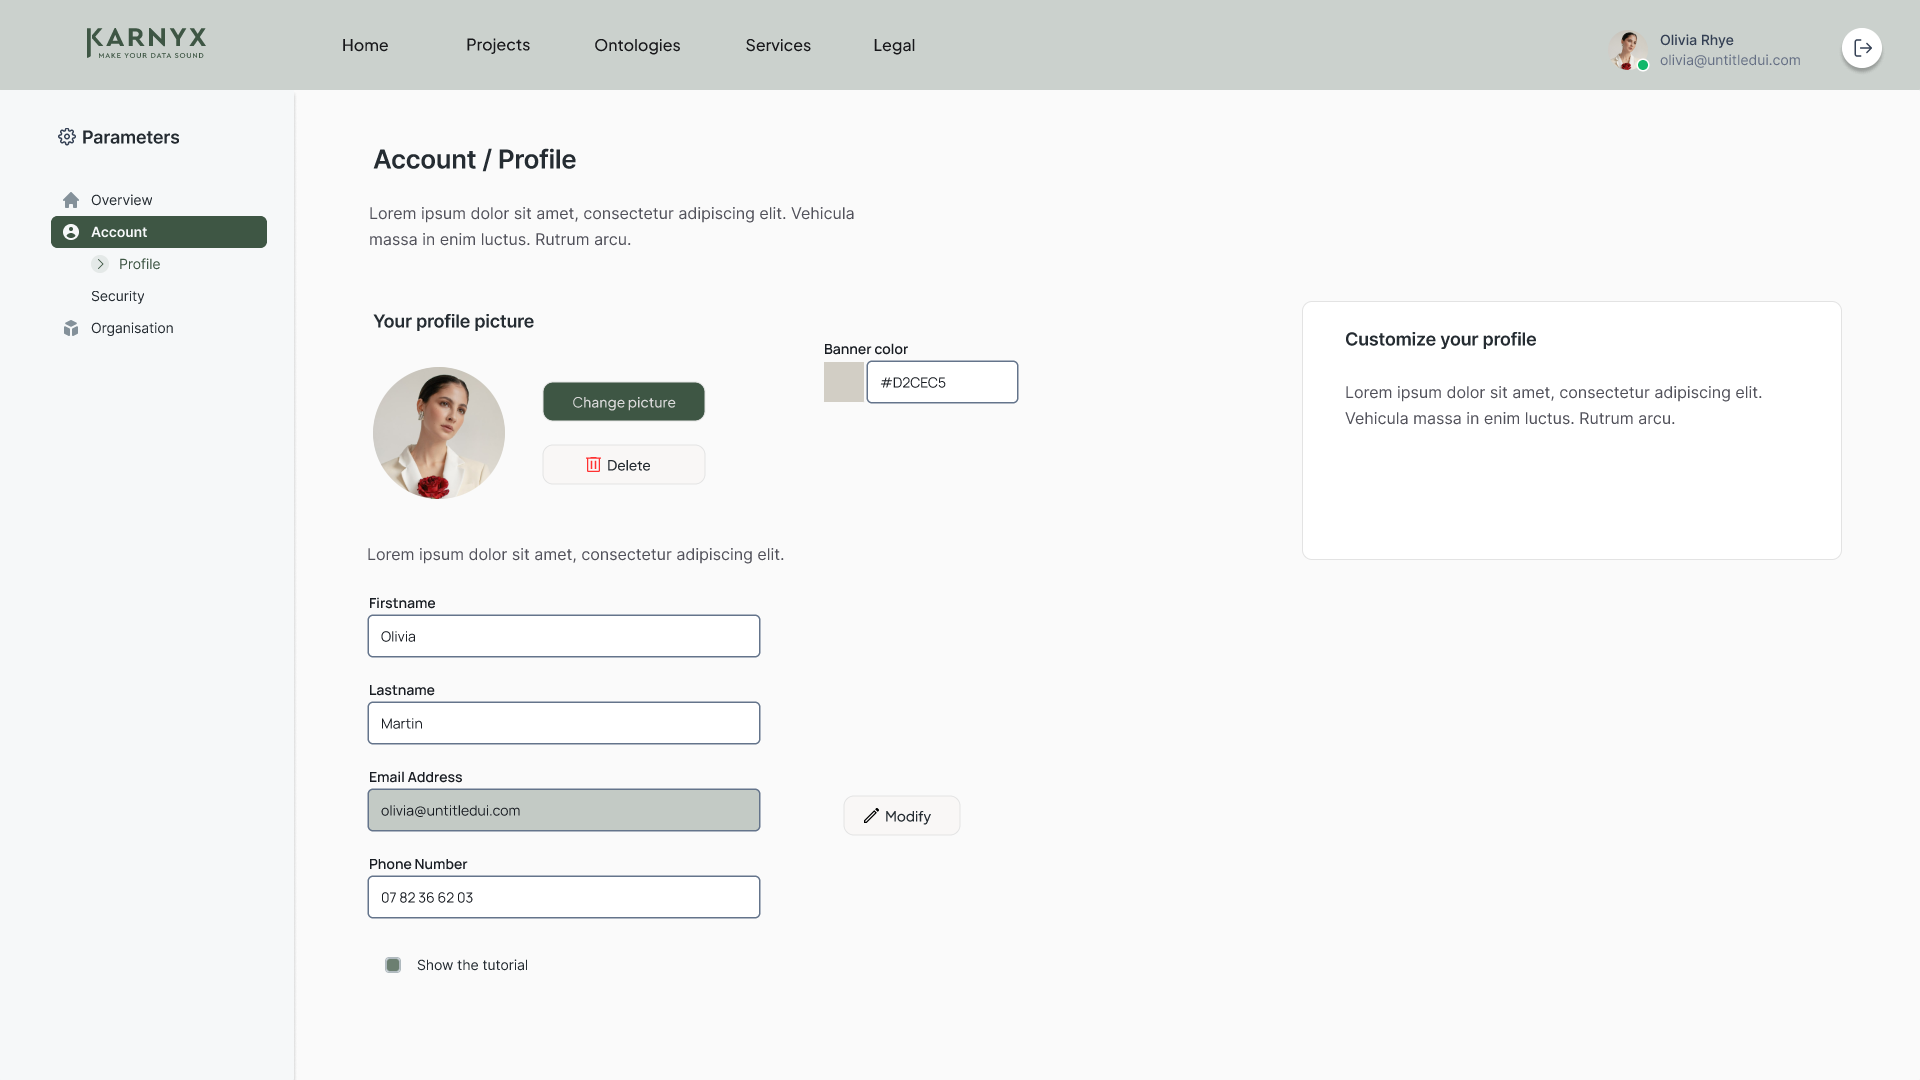 KARNYX
MAKE YOUR DATA SOUND
Home
Projects
Ontologies
Services
Legal
Olivia Rhye
olivia@untitledui.com
Parameters
Overview
Account
Profile
Security
Organisation
Account / Profile
Lorem ipsum dolor sit amet, consectetur adipiscing elit. Vehicula
massa in enim luctus. Rutrum arcu.
Your profile picture
Change picture
Delete
Banner color
#D2CEC5
Customize your profile
Lorem ipsum dolor sit amet, consectetur adipiscing elit.
Vehicula massa in enim luctus. Rutrum arcu.
Lorem ipsum dolor sit amet, consectetur adipiscing elit.
Firstname
Olivia
Lastname
Martin
Email Address
olivia@untitledui.com
Modify
Phone Number
07 82 36 62 03
Show the tutorial